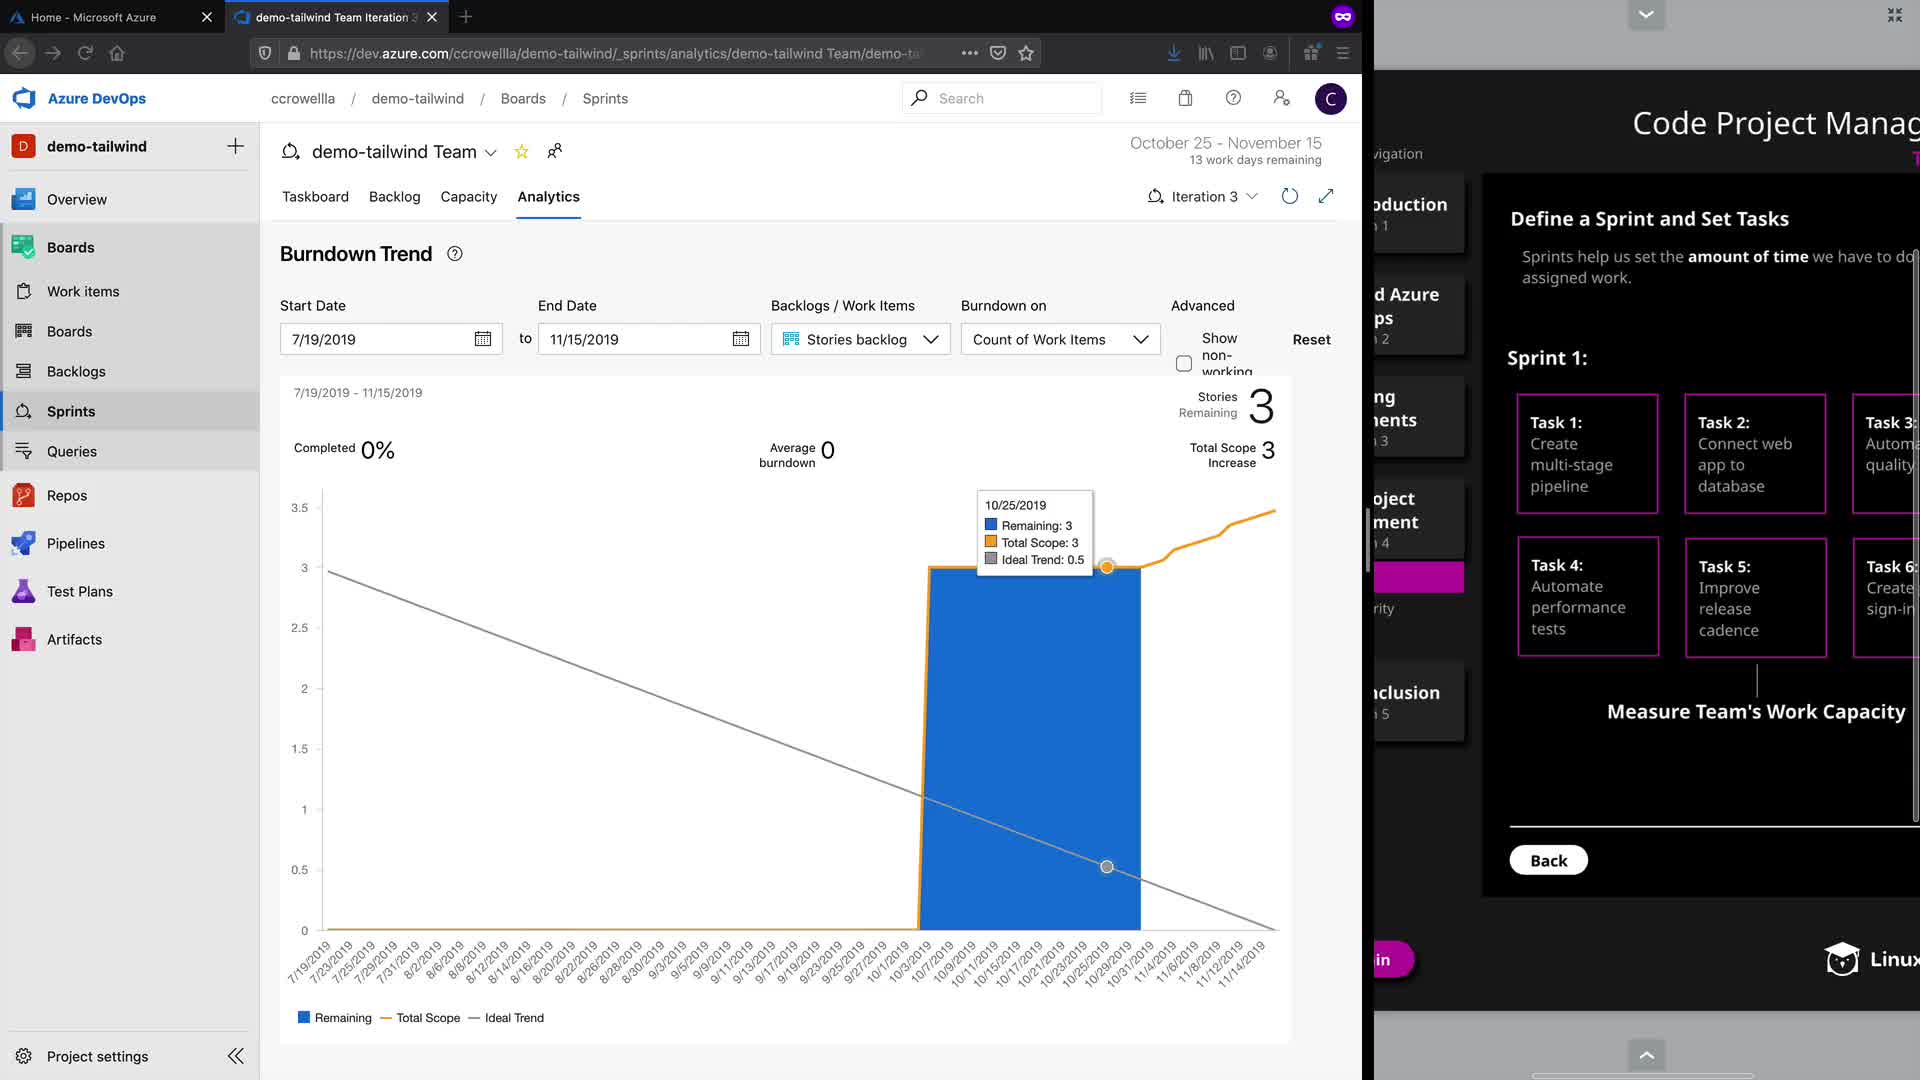 Home - Microsoft Azure
demo-tailwind Team Iteration 3
https://dev.azure.com/ccrowellla/demo-tailwind/_sprints/analytics/demo-tailwind Team/demo-ta
Azure DevOps
ccrowellla / demo-tailwind / Boards / Sprints
Search
C
D demo-tailwind
Overview
Boards
Work items
Boards
Backlogs
Sprints
Queries
Repos
Pipelines
Test Plans
Artifacts
Project settings
demo-tailwind Team
October 25 - November 15
13 work days remaining
Taskboard Backlog Capacity Analytics
Iteration 3
Burndown Trend
Start Date
End Date
Backlogs / Work Items
Burndown on
Advanced
7/19/2019
to
11/15/2019
Stories backlog
Count of Work Items
Show
non-
working
Reset
7/19/2019 - 11/15/2019
Stories
Remaining
3
Completed 0%
Average
burndown
0
Total Scope
Increase
3
10/25/2019
Remaining: 3
Total Scope: 3
Ideal Trend: 0.5
3.5
3
2.5
2
1.5
1
0.5
0
7/19/2019
7/23/2019
7/25/2019
7/29/2019
7/31/2019
8/2/2019
8/6/2019
8/8/2019
8/12/2019
8/14/2019
8/16/2019
8/20/2019
8/22/2019
8/26/2019
8/28/2019
8/30/2019
9/3/2019
9/5/2019
9/9/2019
9/11/2019
9/13/2019
9/17/2019
9/19/2019
9/23/2019
9/25/2019
9/27/2019
10/1/2019
10/3/2019
10/7/2019
10/9/2019
10/11/2019
10/15/2019
10/17/2019
10/21/2019
10/23/2019
10/25/2019
10/29/2019
10/31/2019
11/4/2019
11/6/2019
11/8/2019
11/12/2019
11/14/2019
Remaining
Total Scope
Ideal Trend
Code Project Manag
T
vigation
oduction
n 1
d Azure
ps
n 2
ng
nents
n 3
oject
ment
n 4
rity
nclusion
n 5
in
Define a Sprint and Set Tasks
Sprints help us set the amount of time we have to do
assigned work.
Sprint 1:
Task 1:
Create
multi-stage
pipeline
Task 2:
Connect web
app to
database
Task 3:
Automa
quality
Task 4:
Automate
performance
tests
Task 5:
Improve
release
cadence
Task 6:
Create
sign-in
Measure Team's Work Capacity
Back
Linux